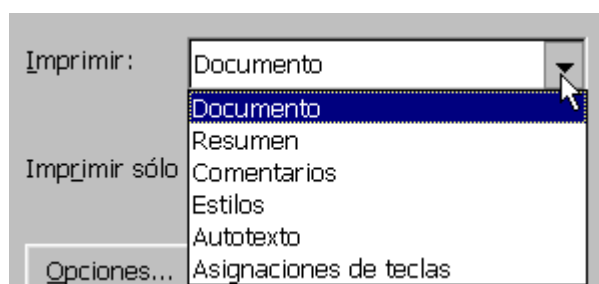 Imprimir: Documento
Documento
Resumen
Imprimir sólo Comentarios
Estilos
Autotexto
Opciones... Asignaciones de teclas